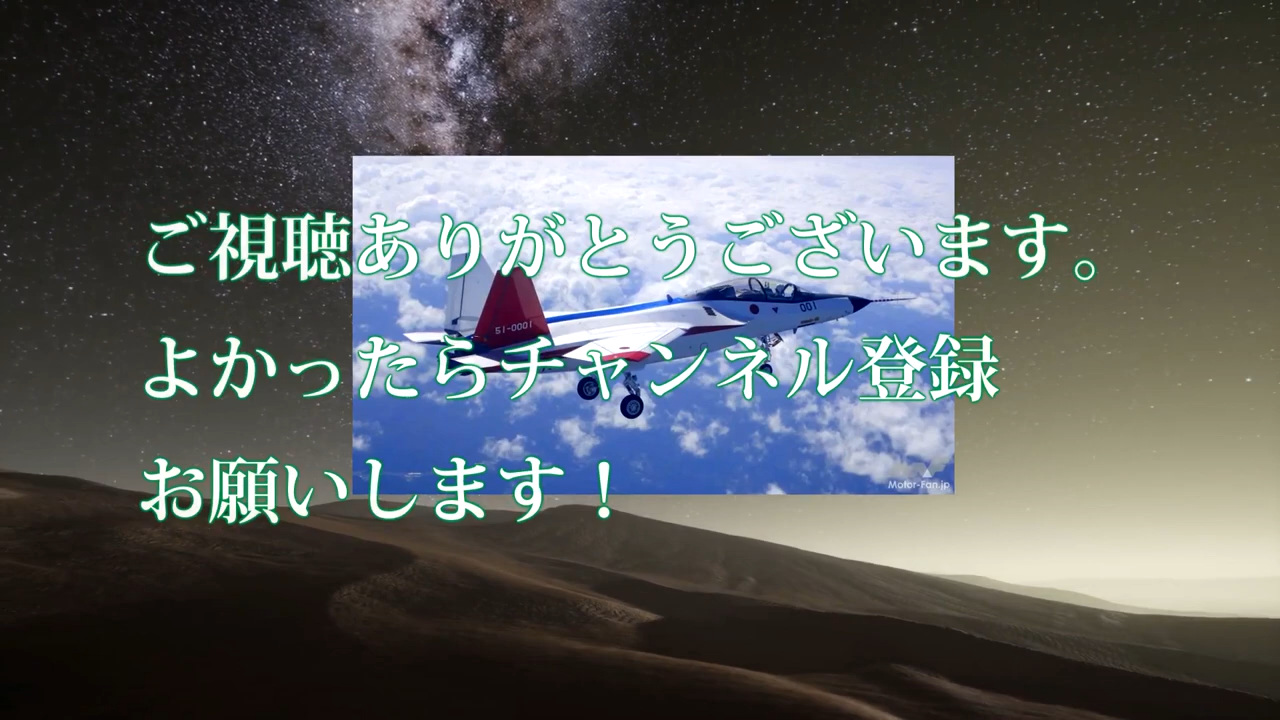 ご視聴ありがとうございます。
よかったらチャンネル登録
お願いします！
51-0001
001
Motor-Fan.jp